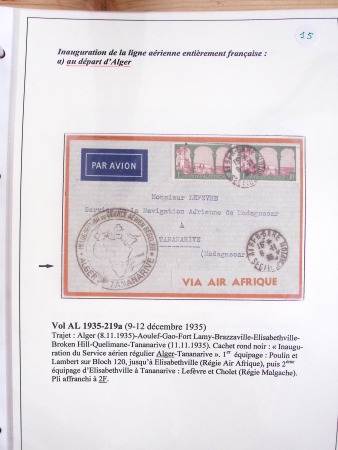 15
Inauguration de la ligne aérienne entièrement française :
a) au départ d'Alger
PAR AVION
Monsieur LEFEVRE
Service de la Navigation Adrienne de Madagascar
à
TANANARIVE
(Madagascar
ALGER TANANARIVE
VIA AIR AFRIQUE
Vol AL 1935-219a (9-12 décembre 1935)
Trajet : Alger (8.11.1935)-Aoulef-Gao-Fort Lamy-Brazzaville-Elisabethville-
Broken Hill-Quelimane-Tananarive (11.11.1935). Cachet rond noir : « Inaugu-
ration du Service aérien régulier Alger-Tananarive ». 1er équipage : Poulin et
Lambert sur Bloch 120, jusqu'à Elisabethville (Régie Air Afrique), puis 2ème
équipage d'Elisabethville à Tananarive : Lefèvre et Cholet (Régie Malgache).
Pli affranchi à 2F.